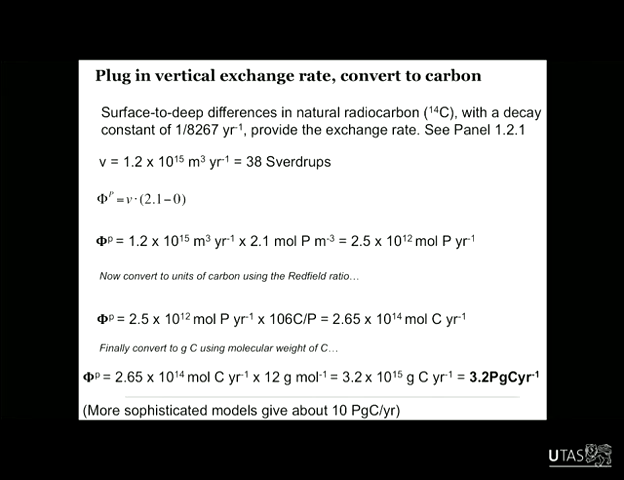 Plug in vertical exchange rate, convert to carbon
Surface-to-deep differences in natural radiocarbon (¹⁴C), with a decay
constant of 1/8267 yr⁻¹, provide the exchange rate. See Panel 1.2.1
v = 1.2 x 10¹⁵ m³ yr⁻¹ = 38 Sverdrups
Φᴾ = v · (2.1 − 0)
Φᵖ = 1.2 x 10¹⁵ m³ yr⁻¹ x 2.1 mol P m⁻³ = 2.5 x 10¹² mol P yr⁻¹
Now convert to units of carbon using the Redfield ratio…
Φᵖ = 2.5 x 10¹² mol P yr⁻¹ x 106C/P = 2.65 x 10¹⁴ mol C yr⁻¹
Finally convert to g C using molecular weight of C…
Φᵖ = 2.65 x 10¹⁴ mol C yr⁻¹ x 12 g mol⁻¹ = 3.2 x 10¹⁵ g C yr⁻¹ = 3.2PgCyr⁻¹
(More sophisticated models give about 10 PgC/yr)
UTAS